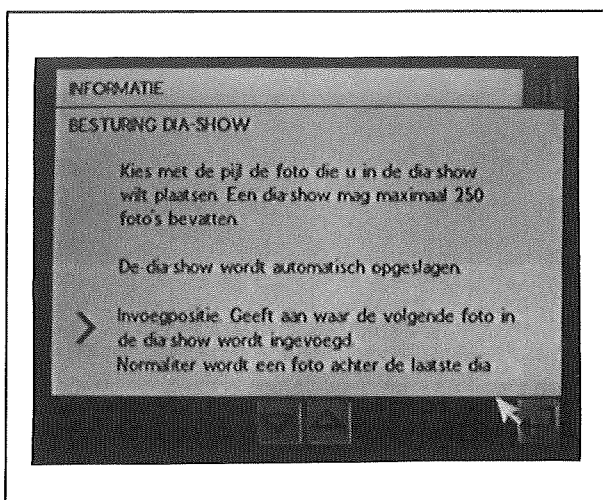 INFORMATIE
BESTURING DIA-SHOW
Kies met de pijl de foto die u in de dia-show
wilt plaatsen. Een dia-show mag maximaal 250
foto's bevatten.
De dia-show wordt automatisch opgeslagen.
Invoegpositie. Geeft aan waar de volgende foto in
de dia-show wordt ingevoegd.
Normaliter wordt een foto achter de laatste dia